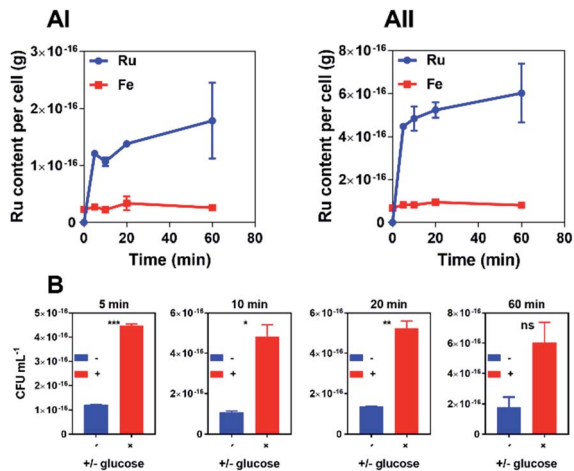 AI
AII
Ru content per cell (g)
3×10⁻¹⁶
2×10⁻¹⁶
1×10⁻¹⁶
0
Ru
Fe
0 20 40 60 80
Time (min)
Ru content per cell (g)
8×10⁻¹⁶
6×10⁻¹⁶
4×10⁻¹⁶
2×10⁻¹⁶
0
Ru
Fe
0 20 40 60 80
Time (min)
B
CFU mL⁻¹
5 min
5×10⁻¹⁶
4×10⁻¹⁶
3×10⁻¹⁶
2×10⁻¹⁶
1×10⁻¹⁶
0
***
-
+
- +
+/- glucose
10 min
6×10⁻¹⁶
4×10⁻¹⁶
2×10⁻¹⁶
0
*
-
+
- +
+/- glucose
20 min
6×10⁻¹⁶
4×10⁻¹⁶
2×10⁻¹⁶
0
**
-
+
- +
+/- glucose
60 min
8×10⁻¹⁶
6×10⁻¹⁶
4×10⁻¹⁶
2×10⁻¹⁶
0
ns
-
+
- +
+/- glucose